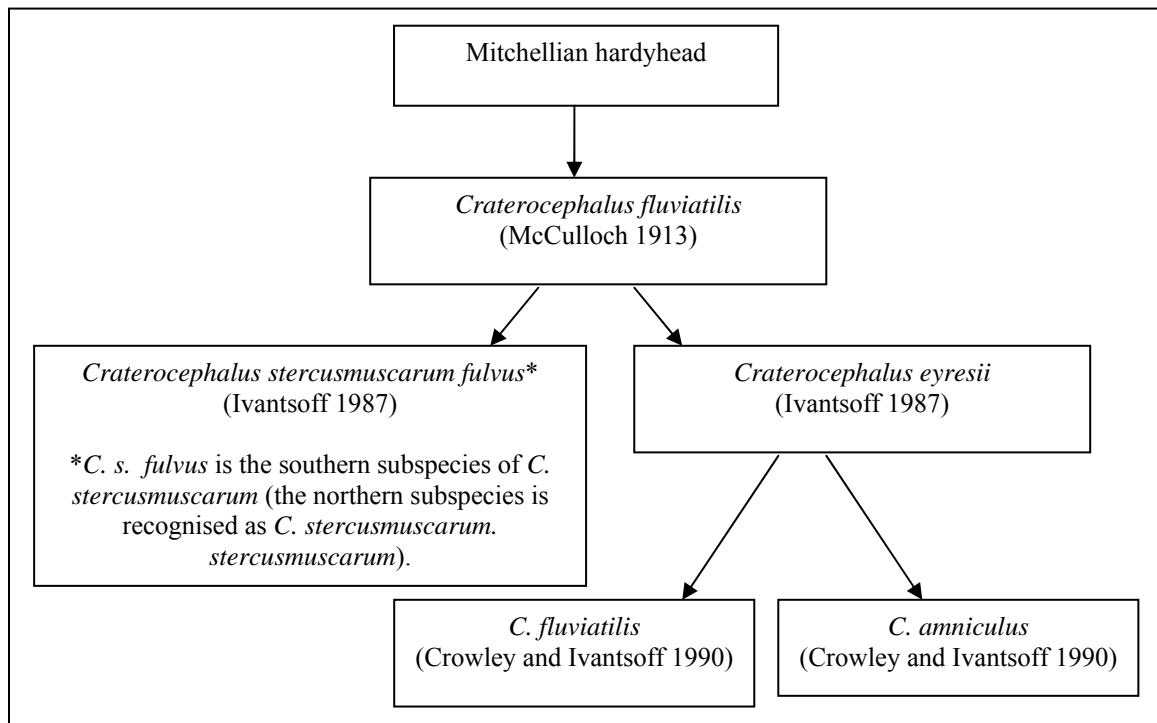 Mitchellian hardyhead
Craterocephalus fluviatilis
(McCulloch 1913)
Craterocephalus stercusmuscarum fulvus*
(Ivantsoff 1987)
*C. s. fulvus is the southern subspecies of C.
stercusmuscarum (the northern subspecies is
recognised as C. stercusmuscarum.
stercusmuscarum).
Craterocephalus eyresii
(Ivantsoff 1987)
C. fluviatilis
(Crowley and Ivantsoff 1990)
C. amniculus
(Crowley and Ivantsoff 1990)